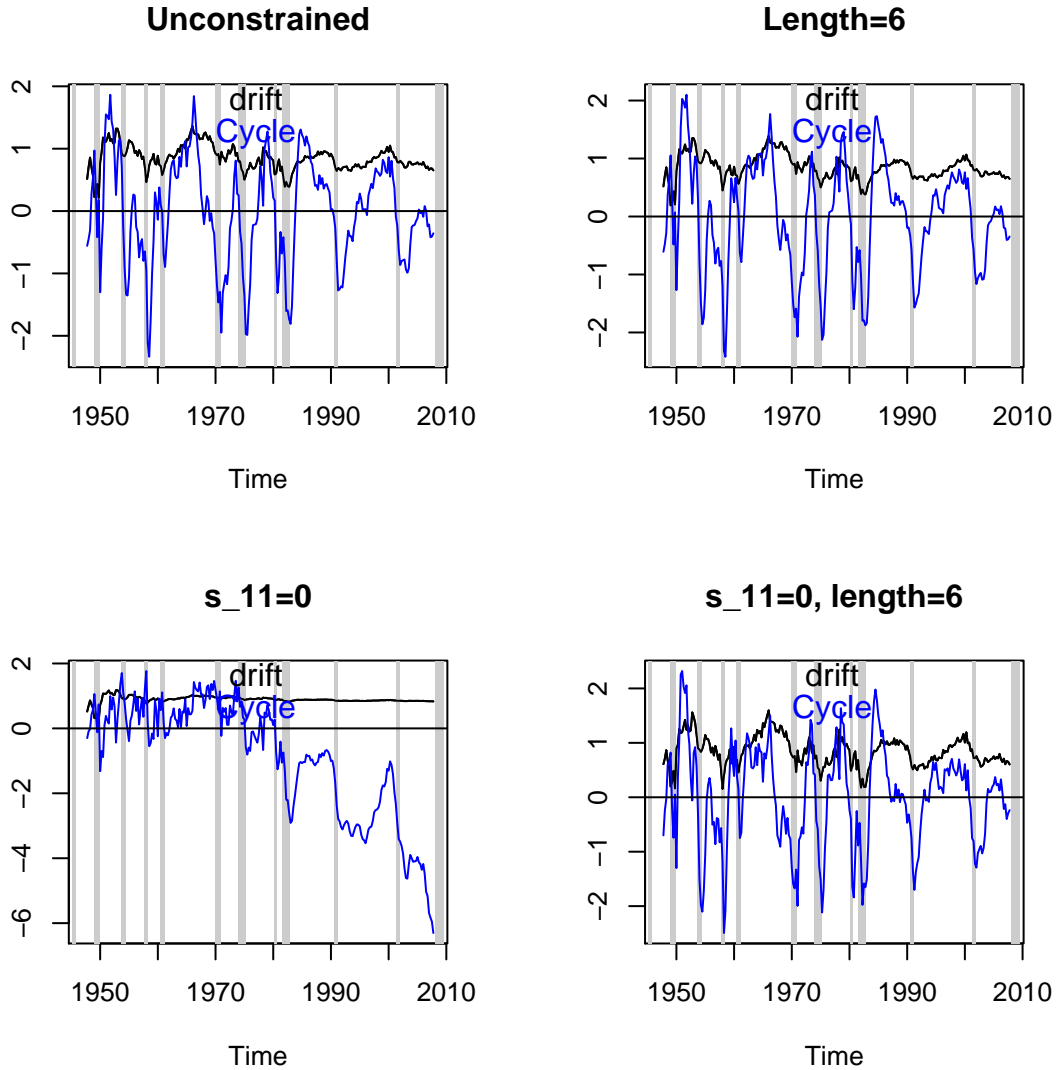 Unconstrained
2
1
0
−1
−2
drift
Cycle
1950
1970
1990
2010
Time
Length=6
2
1
0
−1
−2
drift
Cycle
1950
1970
1990
2010
Time
s_11=0
2
0
−2
−4
−6
drift
Cycle
1950
1970
1990
2010
Time
s_11=0, length=6
2
1
0
−1
−2
drift
Cycle
1950
1970
1990
2010
Time